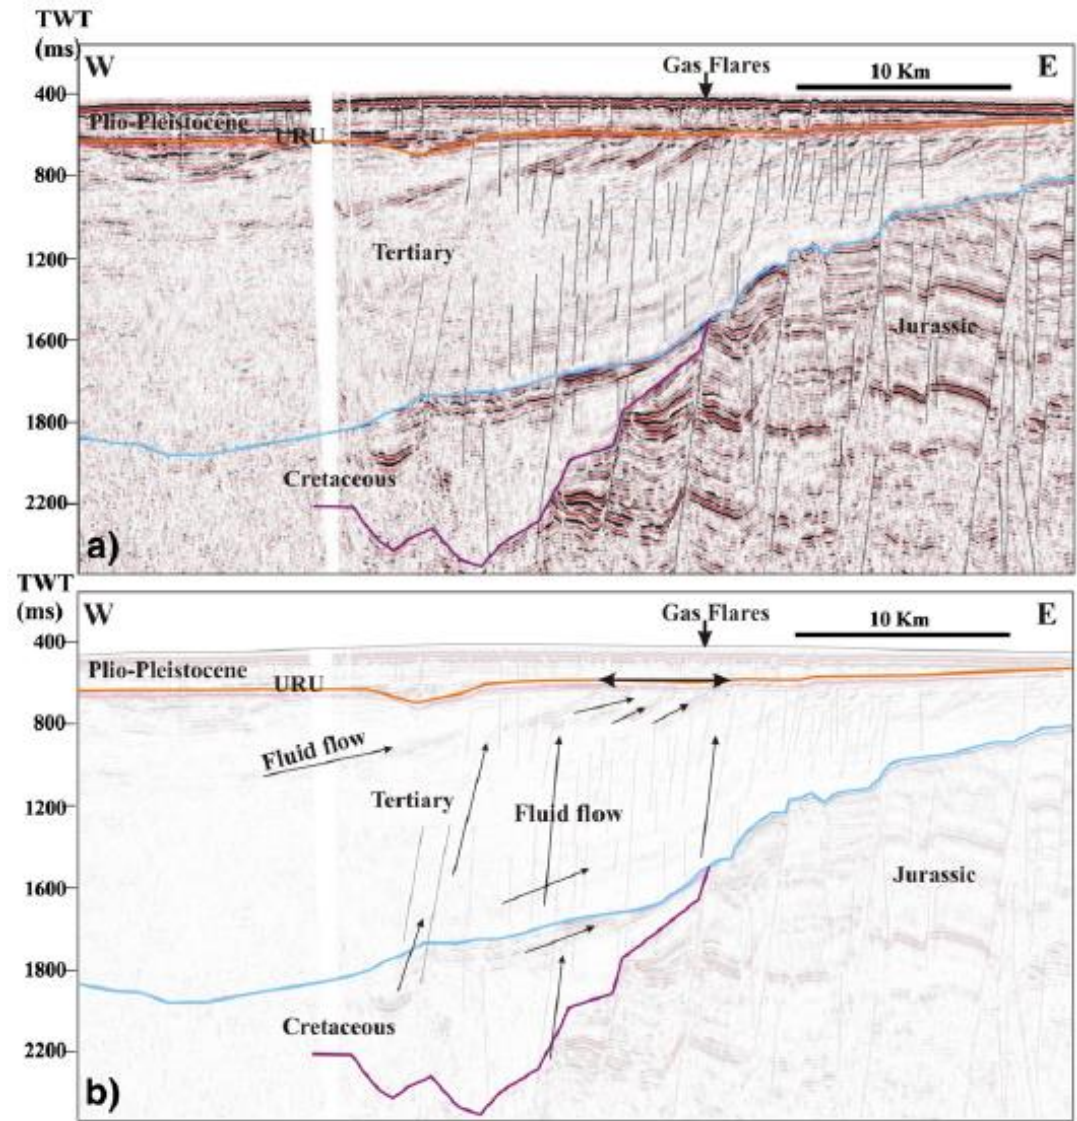 TWT
(ms)
W
Gas Flares
10 Km
E
400
Plio-Pleistocene
URU
800
Tertiary
1200
1600
Jurassic
1800
Cretaceous
2200
a)
TWT
(ms)
W
Gas Flares
10 Km
E
400
Plio-Pleistocene
URU
800
Fluid flow
Tertiary
1200
Fluid flow
1600
Jurassic
1800
Cretaceous
2200
b)